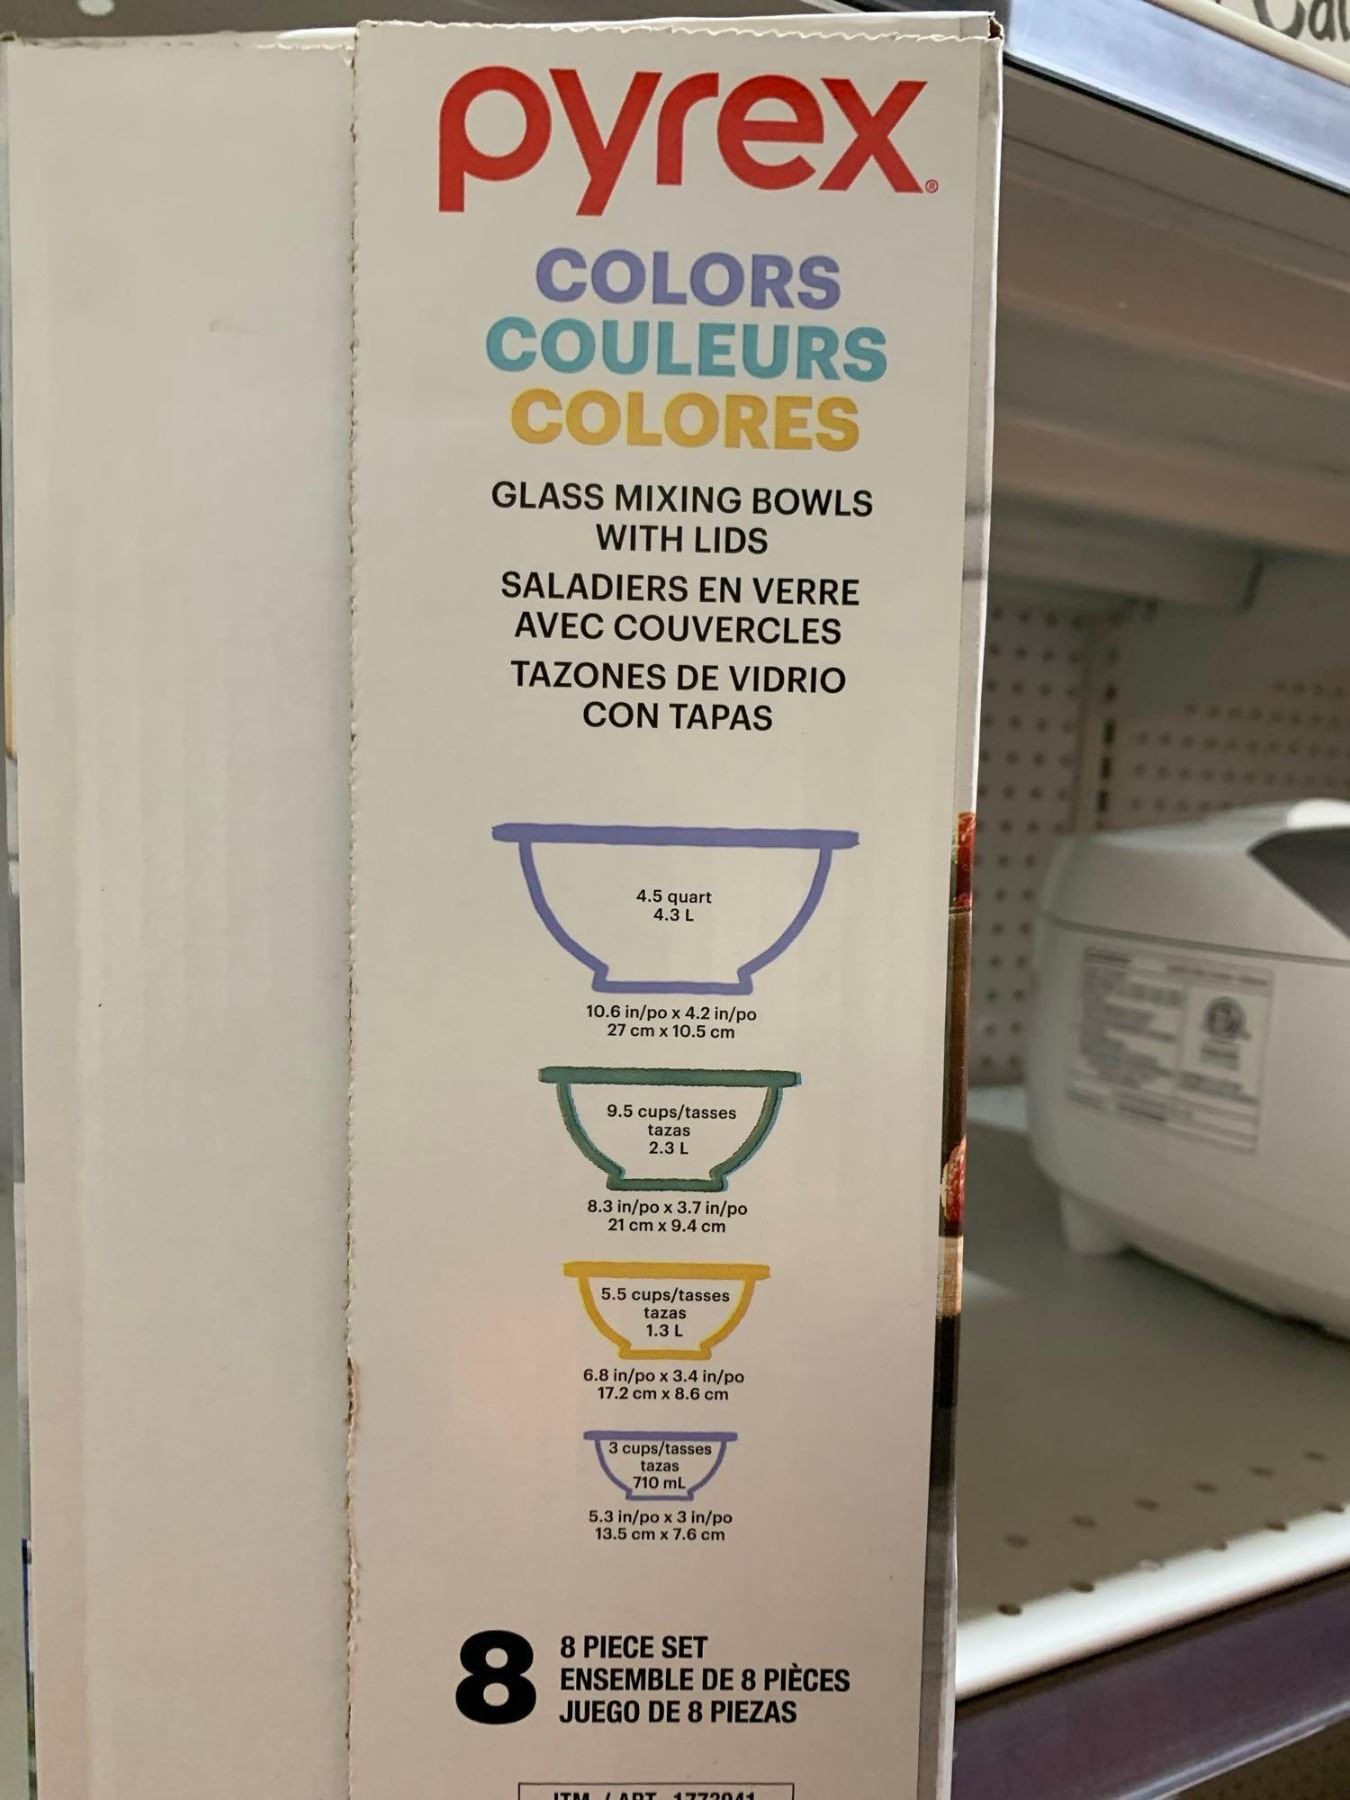 pyrex®
COLORS
COULEURS
COLORES
GLASS MIXING BOWLS
WITH LIDS
SALADIERS EN VERRE
AVEC COUVERCLES
TAZONES DE VIDRIO
CON TAPAS
4.5 quart
4.3 L
10.6 in/po x 4.2 in/po
27 cm x 10.5 cm
9.5 cups/tasses
tazas
2.3 L
8.3 in/po x 3.7 in/po
21 cm x 9.4 cm
5.5 cups/tasses
tazas
1.3 L
6.8 in/po x 3.4 in/po
17.2 cm x 8.6 cm
3 cups/tasses
tazas
710 mL
5.3 in/po x 3 in/po
13.5 cm x 7.6 cm
8
8 PIECE SET
ENSEMBLE DE 8 PIÈCES
JUEGO DE 8 PIEZAS
ITM. / ART. 1773941